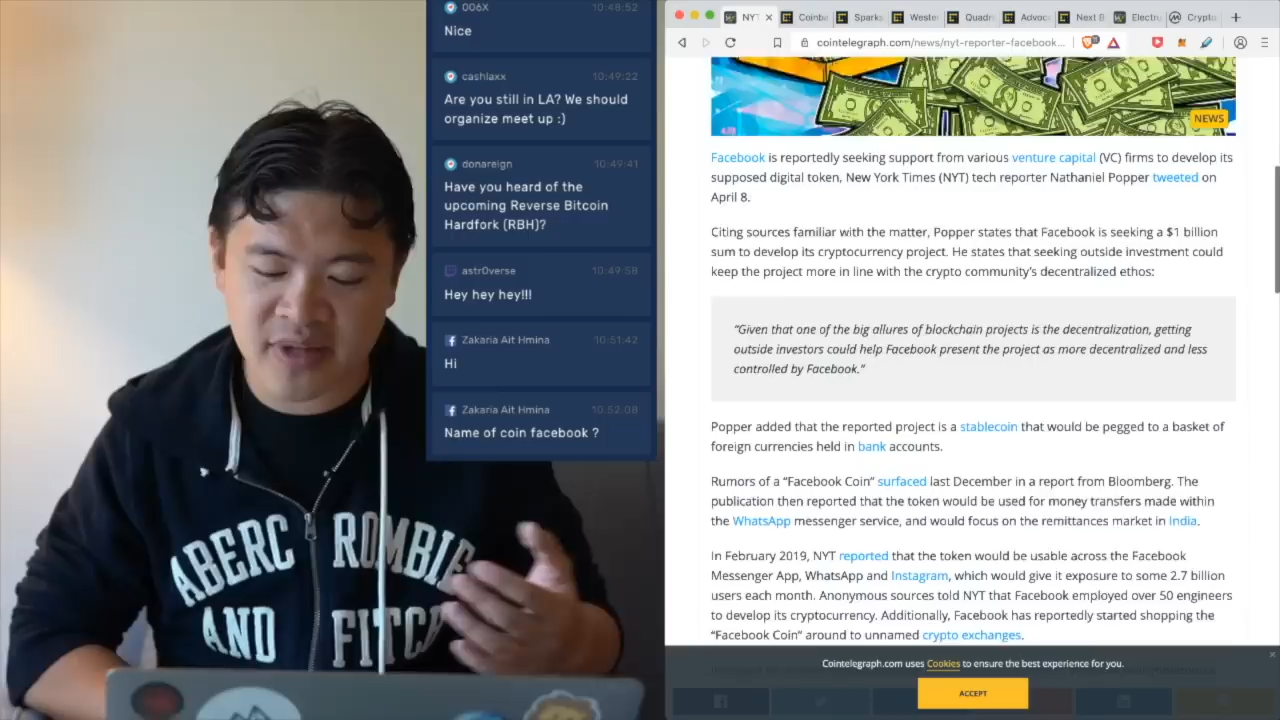 006X 10:48:52
Nice
cashlaxx 10:49:22
Are you still in LA? We should
organize meet up :)
donareign 10:49:41
Have you heard of the
upcoming Reverse Bitcoin
Hardfork (RBH)?
astr0verse 10:49:58
Hey hey hey!!!
Zakaria Ait Hmina 10:51:42
Hi
Zakaria Ait Hmina 10:52:08
Name of coin facebook ?
ABERCROMBIE
AND FITCH
NYT
Coinba
Sparks
Wester
Quadri
Advoc
Next B
Electru
Crypto
cointelegraph.com/news/nyt-reporter-facebook...
NEWS
Facebook is reportedly seeking support from various venture capital (VC) firms to develop its
supposed digital token, New York Times (NYT) tech reporter Nathaniel Popper tweeted on
April 8.
Citing sources familiar with the matter, Popper states that Facebook is seeking a $1 billion
sum to develop its cryptocurrency project. He states that seeking outside investment could
keep the project more in line with the crypto community's decentralized ethos:
“Given that one of the big allures of blockchain projects is the decentralization, getting
outside investors could help Facebook present the project as more decentralized and less
controlled by Facebook.”
Popper added that the reported project is a stablecoin that would be pegged to a basket of
foreign currencies held in bank accounts.
Rumors of a “Facebook Coin” surfaced last December in a report from Bloomberg. The
publication then reported that the token would be used for money transfers made within
the WhatsApp messenger service, and would focus on the remittances market in India.
In February 2019, NYT reported that the token would be usable across the Facebook
Messenger App, WhatsApp and Instagram, which would give it exposure to some 2.7 billion
users each month. Anonymous sources told NYT that Facebook employed over 50 engineers
to develop its cryptocurrency. Additionally, Facebook has reportedly started shopping the
“Facebook Coin” around to unnamed crypto exchanges.
Cointelegraph.com uses Cookies to ensure the best experience for you.
ACCEPT